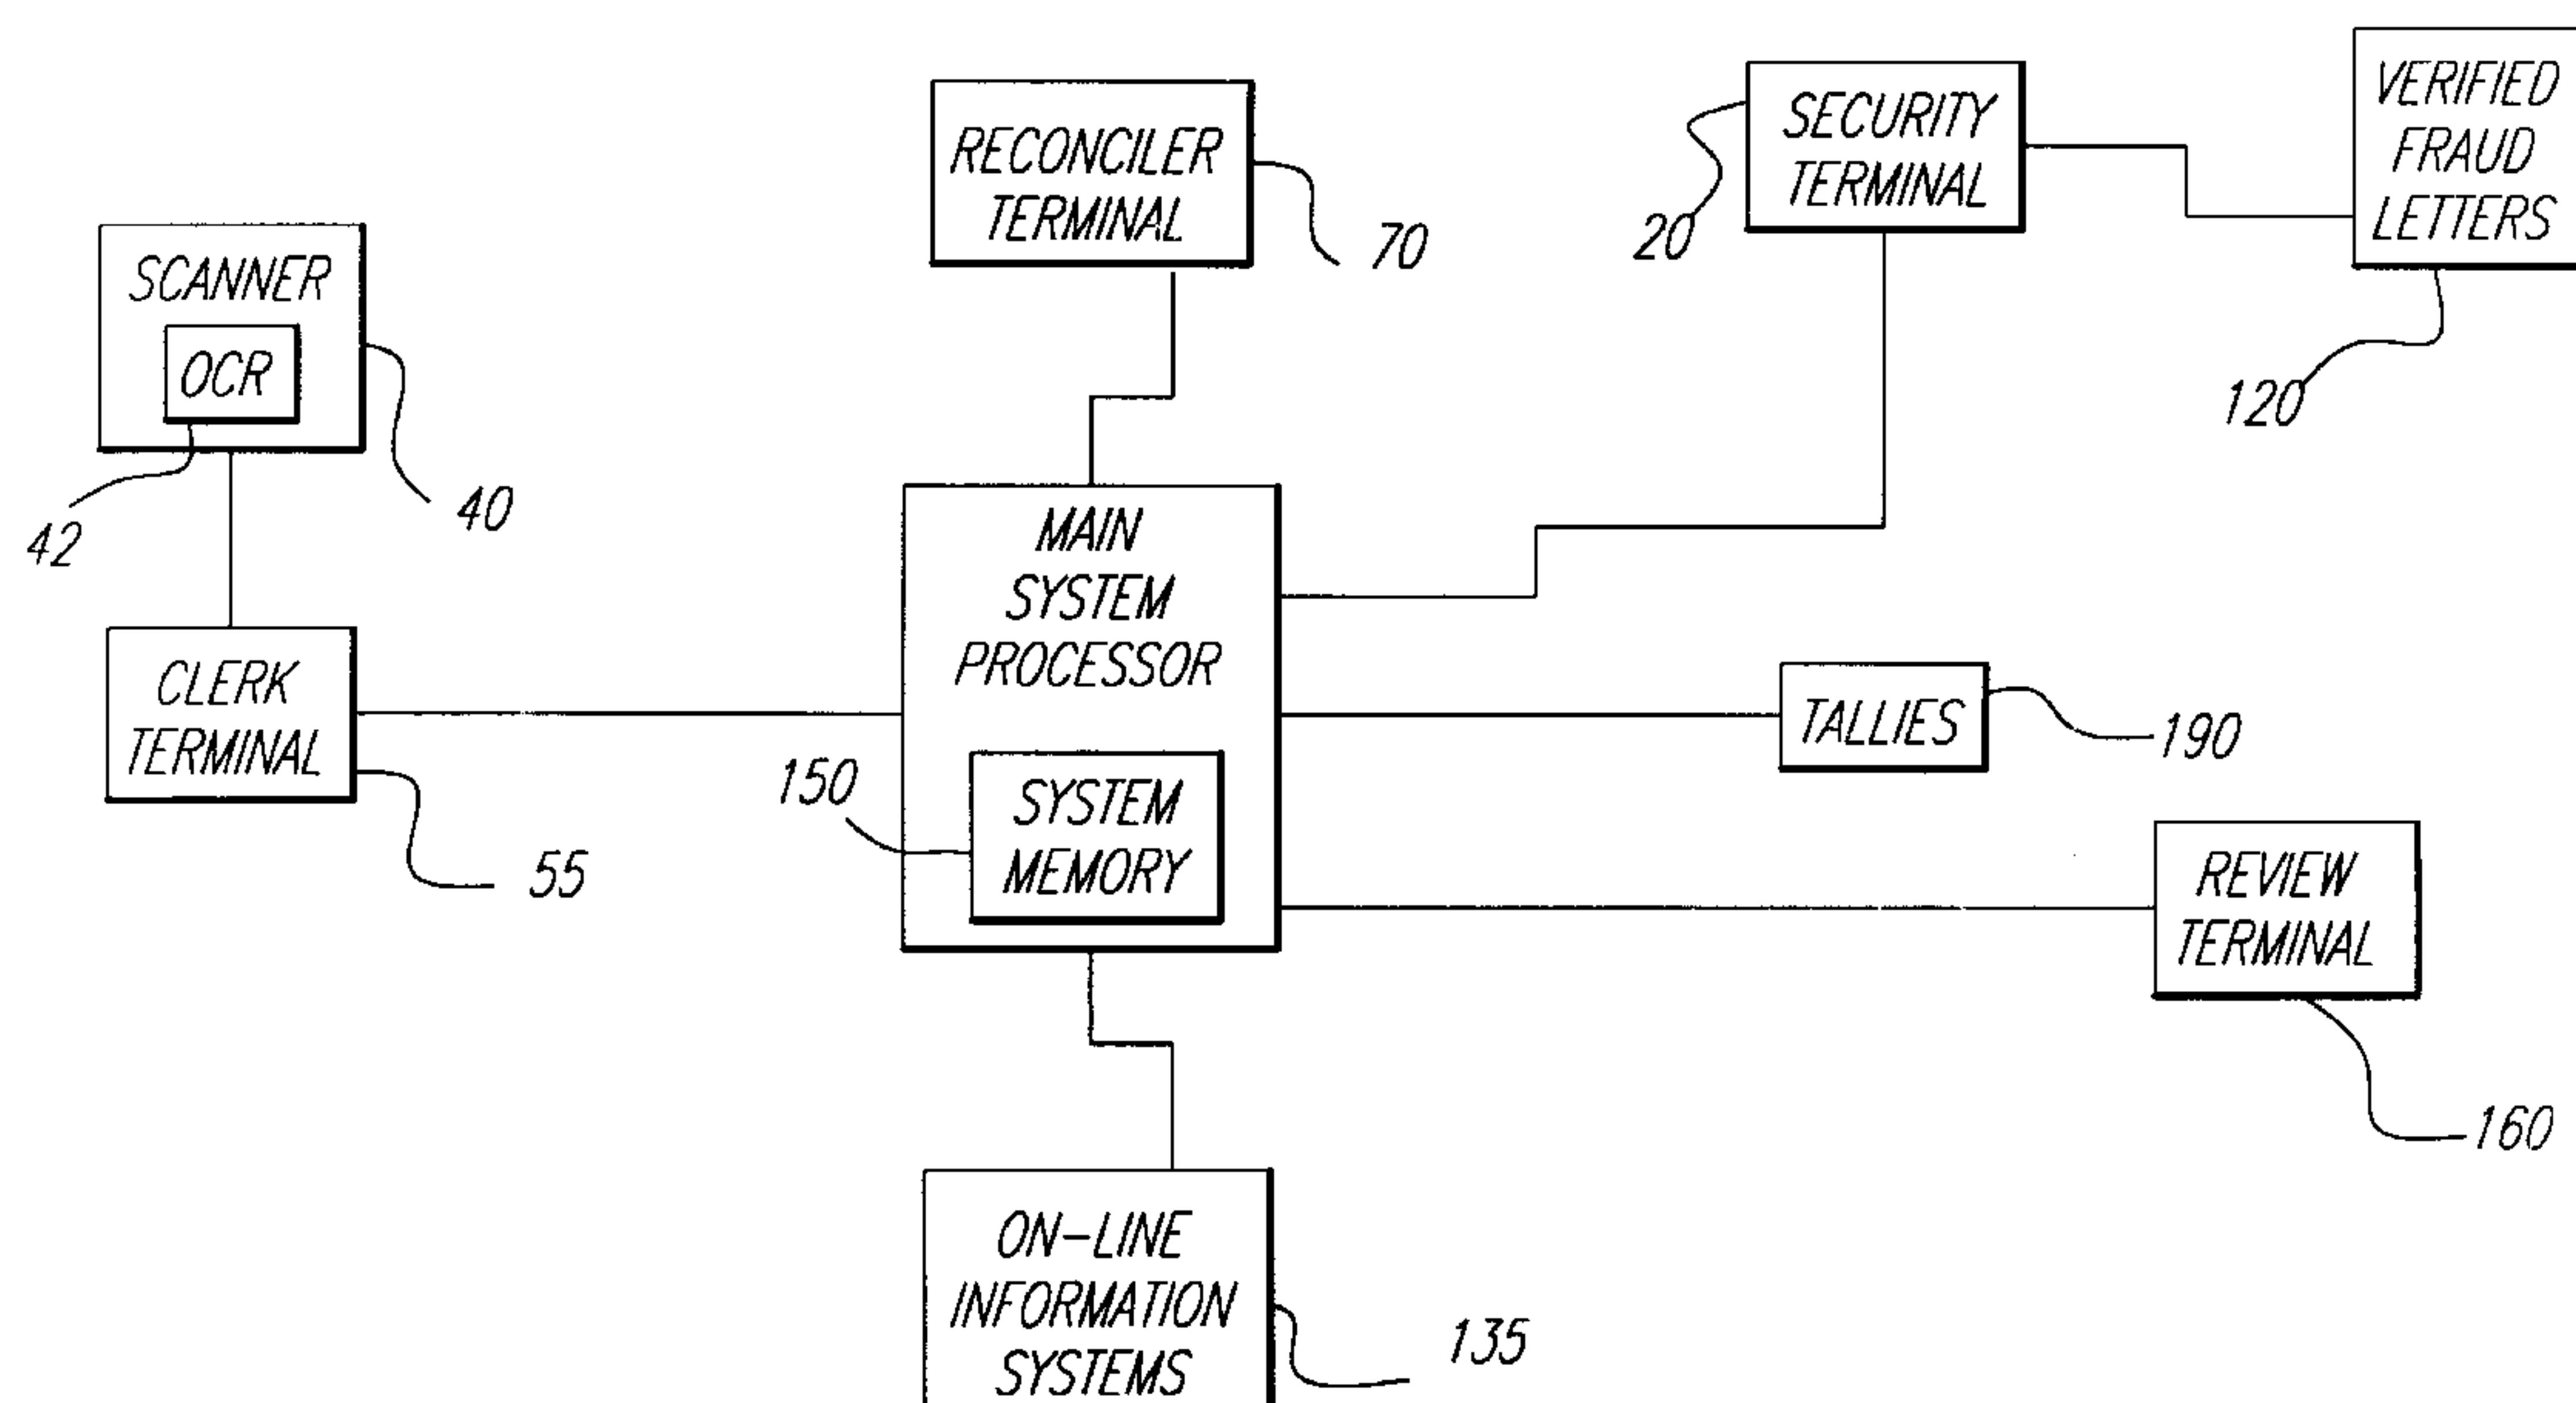 VERIFIED
FRAUD
LETTERS
120
SECURITY
TERMINAL
20
RECONCILER
TERMINAL
70
SCANNER
OCR
40
42
MAIN
SYSTEM
PROCESSOR
CLERK
TERMINAL
55
TALLIES
190
150
SYSTEM
MEMORY
REVIEW
TERMINAL
160
ON-LINE
INFORMATION
SYSTEMS
135